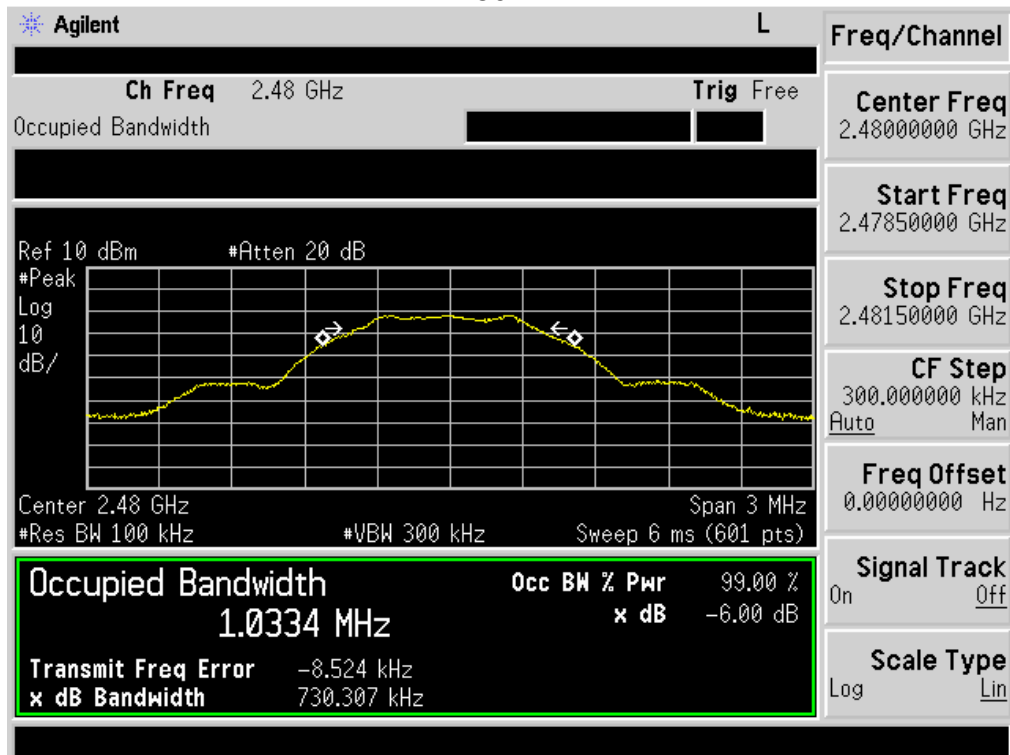 Agilent
L
Freq/Channel
Ch Freq 2.48 GHz Trig Free
Occupied Bandwidth
Center Freq
2.48000000 GHz
Start Freq
2.47850000 GHz
Stop Freq
2.48150000 GHz
CF Step
300.000000 kHz
Auto Man
Freq Offset
0.00000000 Hz
Signal Track
On Off
Scale Type
Log Lin
Ref 10 dBm #Atten 20 dB
#Peak
Log
10
dB/
Center 2.48 GHz Span 3 MHz
#Res BW 100 kHz #VBW 300 kHz Sweep 6 ms (601 pts)
Occupied Bandwidth
1.0334 MHz
Occ BW % Pwr 99.00 %
x dB -6.00 dB
Transmit Freq Error -8.524 kHz
x dB Bandwidth 730.307 kHz